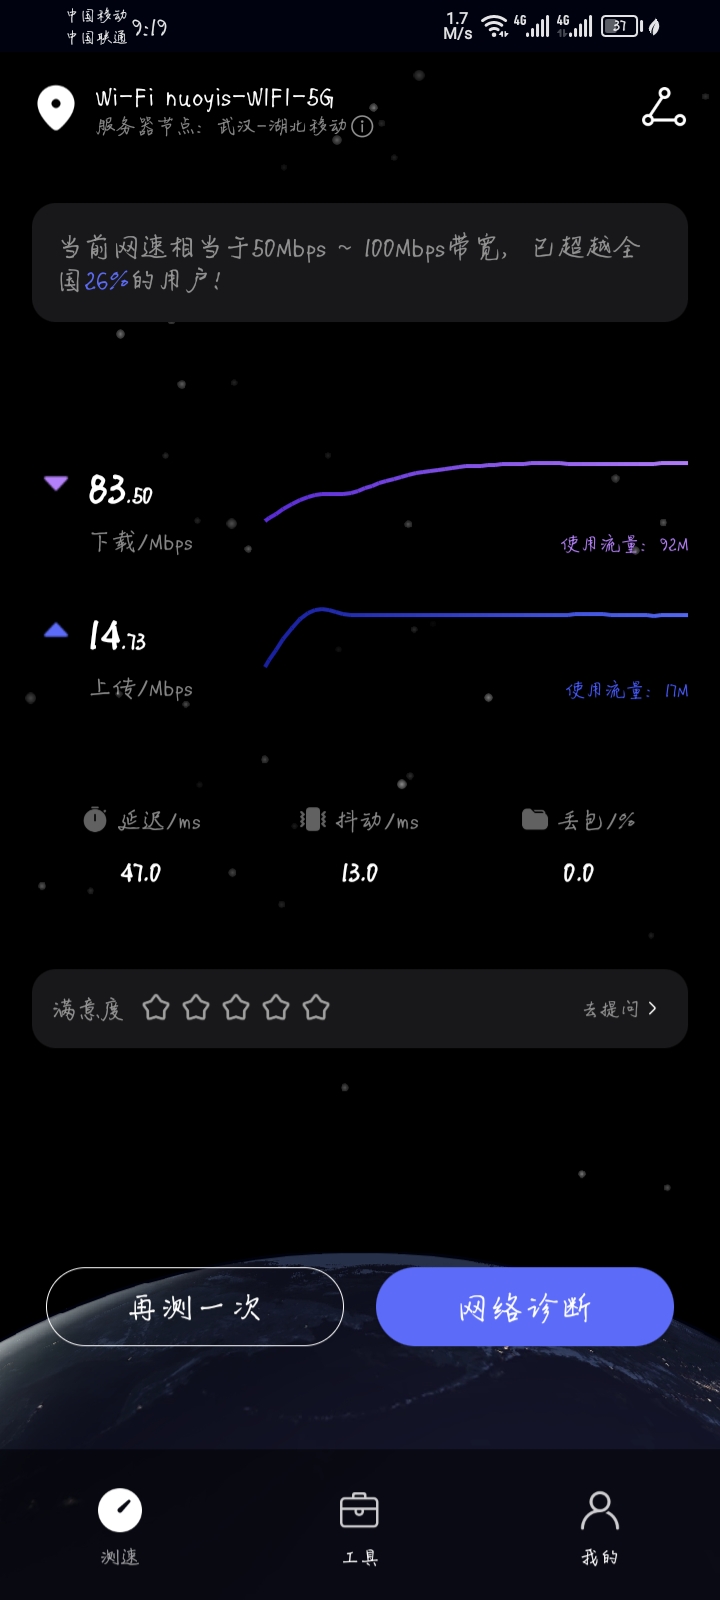 中国移动
中国联通
9:19
1.7
M/s
4G
4G
37
Wi-Fi nuoyis-WIFI-5G
服务器节点：武汉-湖北移动
当前网速相当于50Mbps ~ 100Mbps带宽，已超越全
国26%的用户！
83.50
下载/Mbps
使用流量：92M
14.73
上传/Mbps
使用流量：17M
延迟/ms 抖动/ms 丢包/%
47.0 13.0 0.0
满意度 去提问
再测一次 网络诊断
测速 工具 我的